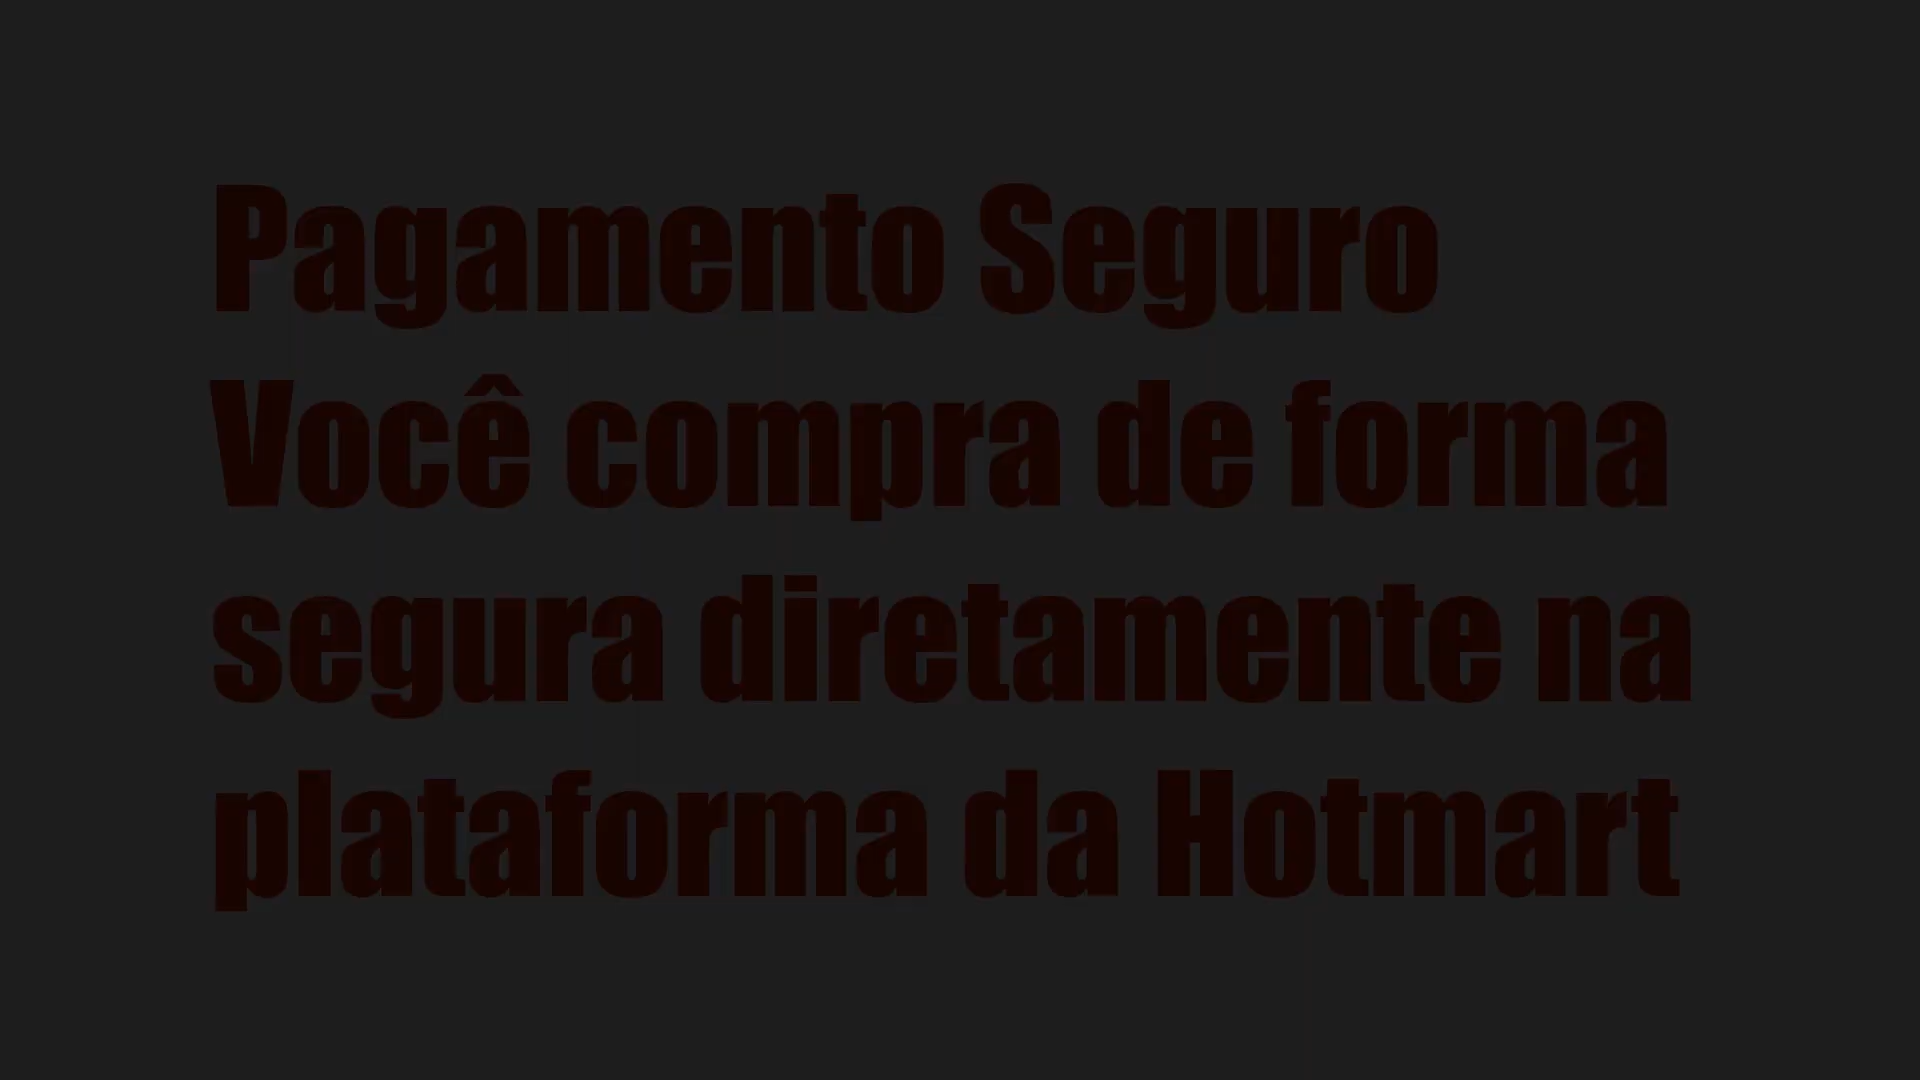 Pagamento Seguro
Você compra de forma
segura diretamente na
plataforma da Hotmart